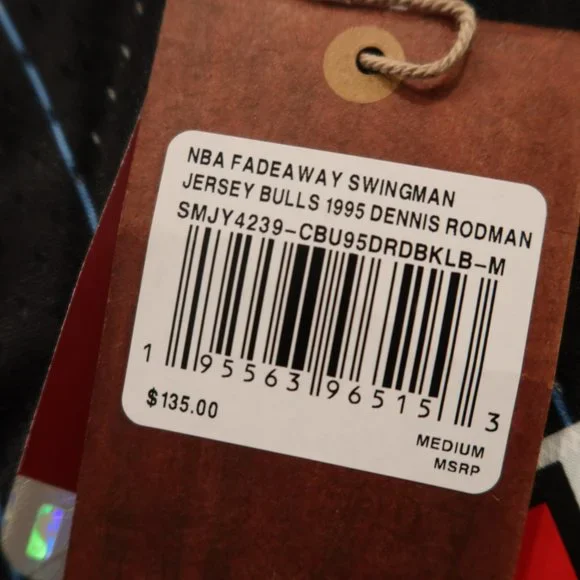 NBA FADEAWAY SWINGMAN
JERSEY BULLS 1995 DENNIS RODMAN
SMJY4239-CBU95DRDBKLB-M
1 95563 96515 3
$135.00
MEDIUM
MSRP